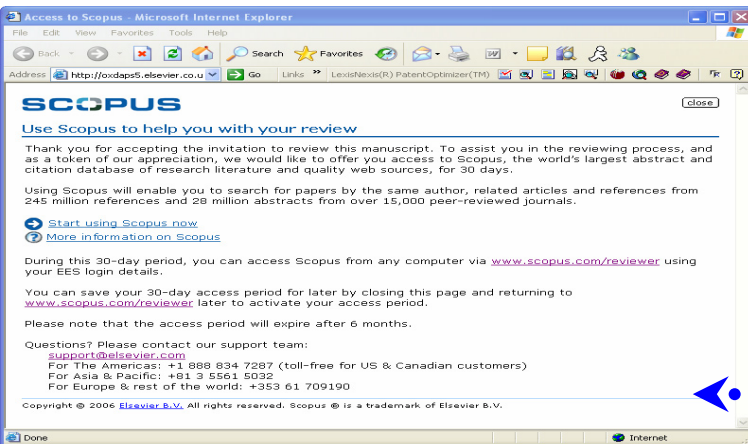 Access to Scopus - Microsoft Internet Explorer
File Edit View Favorites Tools Help
Back Search Favorites
Address http://oxdaps5.elsevier.co.u Go Links » LexisNexis(R) PatentOptimizer(TM)
SCOPUS close
Use Scopus to help you with your review
Thank you for accepting the invitation to review this manuscript. To assist you in the reviewing process, and
as a token of our appreciation, we would like to offer you access to Scopus, the world's largest abstract and
citation database of research literature and quality web sources, for 30 days.
Using Scopus will enable you to search for papers by the same author, related articles and references from
245 million references and 28 million abstracts from over 15,000 peer-reviewed journals.
Start using Scopus now
More information on Scopus
During this 30-day period, you can access Scopus from any computer via www.scopus.com/reviewer using
your EES login details.
You can save your 30-day access period for later by closing this page and returning to
www.scopus.com/reviewer later to activate your access period.
Please note that the access period will expire after 6 months.
Questions? Please contact our support team:
support@elsevier.com
For The Americas: +1 888 834 7287 (toll-free for US & Canadian customers)
For Asia & Pacific: +81 3 5561 5032
For Europe & rest of the world: +353 61 709190
Copyright © 2006 Elsevier B.V. All rights reserved. Scopus ® is a trademark of Elsevier B.V.
Done Internet